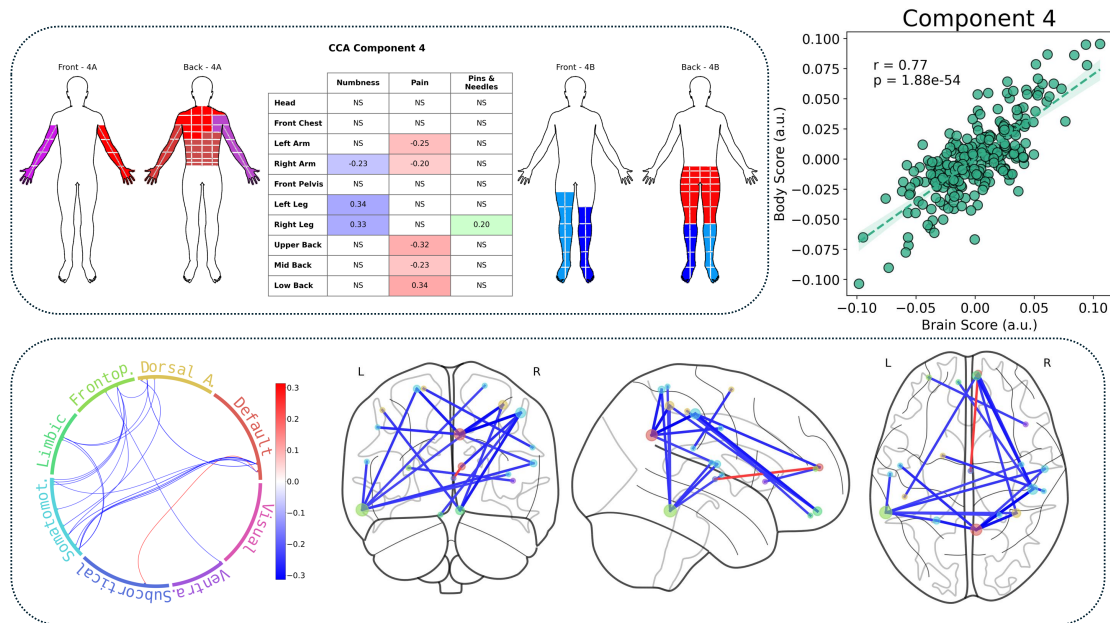 CCA Component 4
Front - 4A
Back - 4A
Numbness Pain Pins & Needles
Head NS NS NS
Front Chest NS NS NS
Left Arm NS -0.25 NS
Right Arm -0.23 -0.20 NS
Front Pelvis NS NS NS
Left Leg 0.34 NS NS
Right Leg 0.33 NS 0.20
Upper Back NS -0.32 NS
Mid Back NS -0.23 NS
Low Back NS 0.34 NS
Front - 4B
Back - 4B
Component 4
r = 0.77
p = 1.88e-54
Body Score (a.u.)
0.100
0.075
0.050
0.025
0.000
−0.025
−0.050
−0.075
−0.100
−0.10 −0.05 0.00 0.05 0.10
Brain Score (a.u.)
Limbic
FrontoP.
Dorsal A.
Default
Visual
Ventra.
Subcortical
Somatomot.
0.3
0.2
0.1
0.0
−0.1
−0.2
−0.3
L R
L R